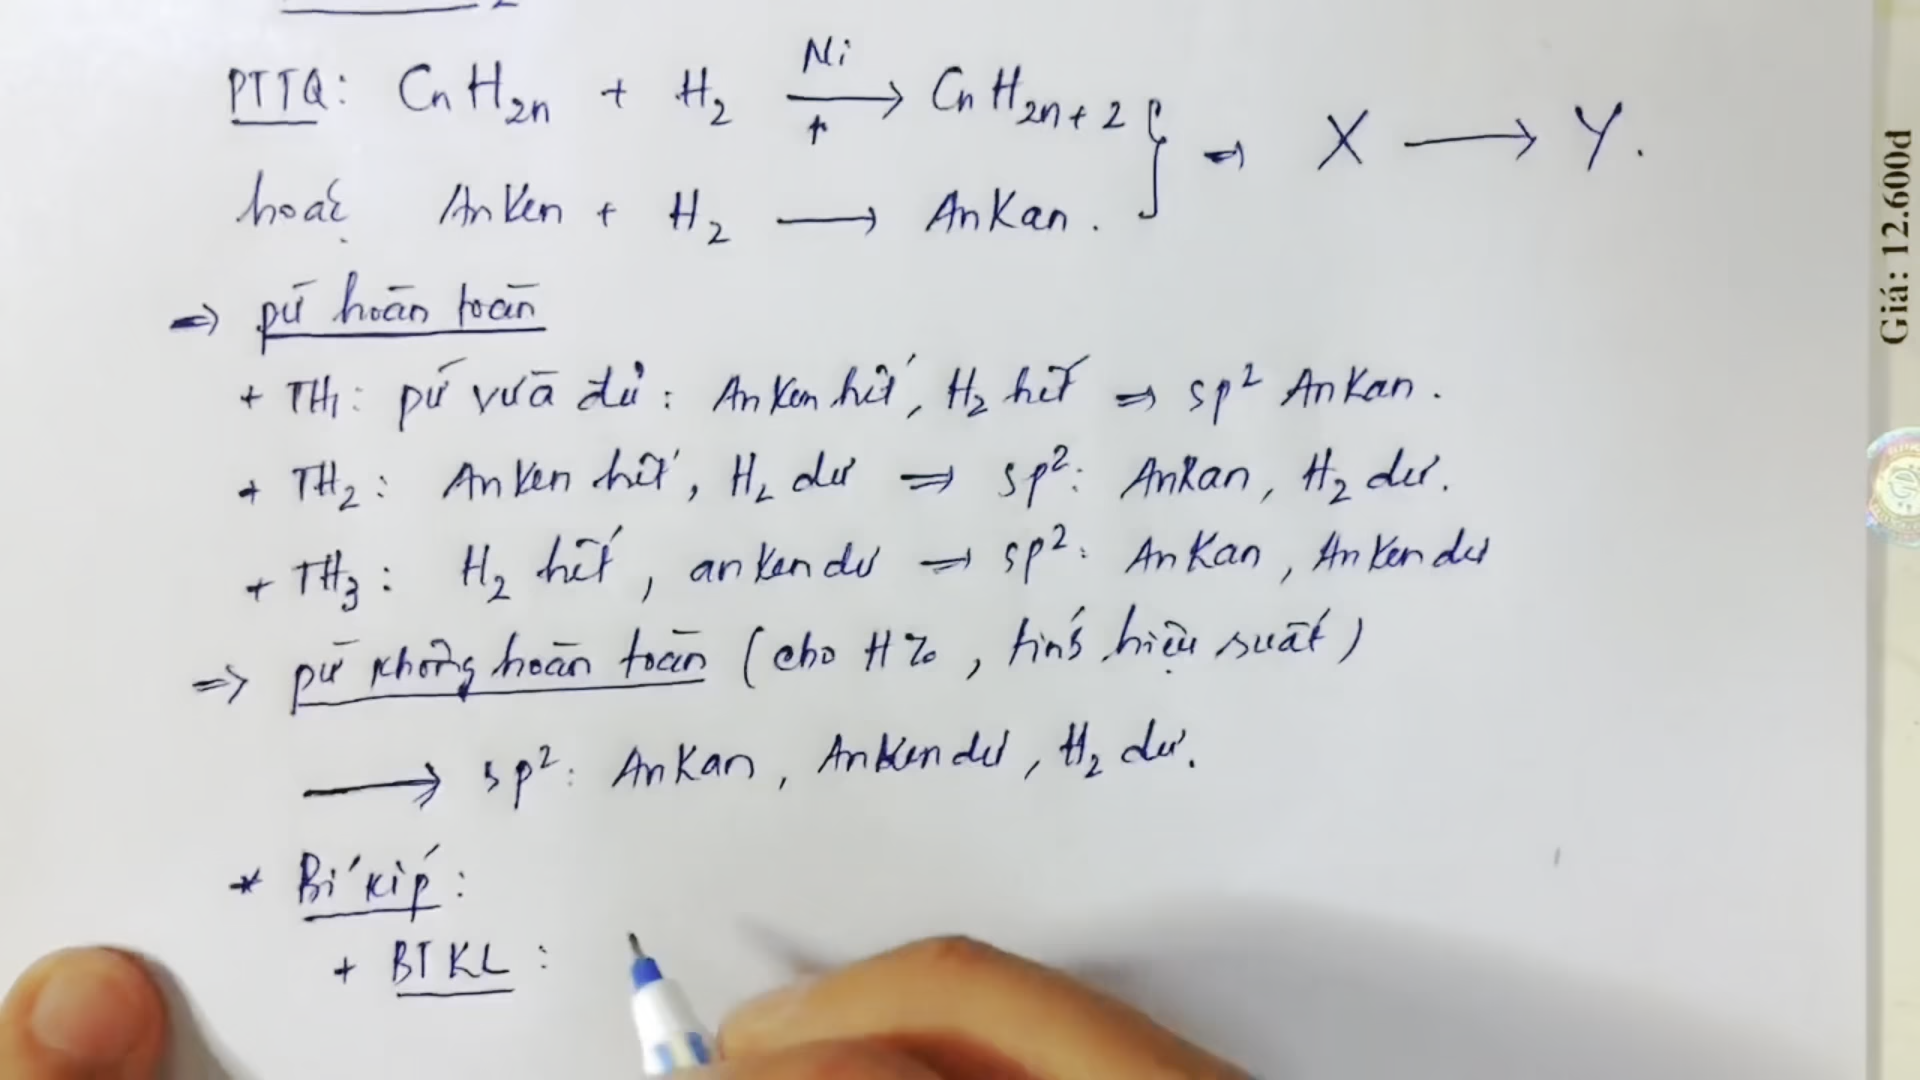 PTTQ: CnH2n + H2 Ni t° CnH2n+2 } ⇒ X → Y.
hoặc Anken + H2 → Ankan.
⇒ pứ hoàn toàn
+ TH1: pứ vừa đủ: Anken hết, H2 hết ⇒ sp² Ankan.
+ TH2: Anken hết, H2 dư ⇒ sp²: Ankan, H2 dư.
+ TH3: H2 hết, anken dư ⇒ sp²: Ankan, Anken dư
⇒ pứ không hoàn toàn (cho H%, tính hiệu suất)
→ sp²: Ankan, Anken dư, H2 dư.
* Bí kíp:
+ BTKL:
Giá: 12.600đ